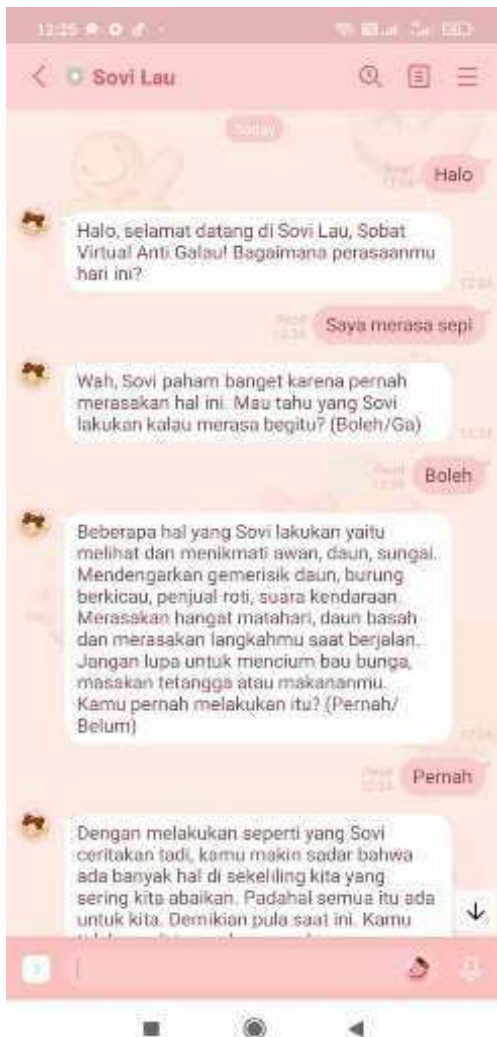 12:25
Sovi Lau
Today
Halo
Halo, selamat datang di Sovi Lau, Sobat
Virtual Anti Galau! Bagaimana perasaanmu
hari ini?
Saya merasa sepi
Wah, Sovi paham banget karena pernah
merasakan hal ini. Mau tahu yang Sovi
lakukan kalau merasa begitu? (Boleh/Ga)
Boleh
Beberapa hal yang Sovi lakukan yaitu
melihat dan menikmati awan, daun, sungai.
Mendengarkan gemerisik daun, burung
berkicau, penjual roti, suara kendaraan.
Merasakan hangat matahari, daun basah
dan merasakan langkahmu saat berjalan.
Jangan lupa untuk mencium bau bunga,
masakan tetangga atau makananmu.
Kamu pernah melakukan itu? (Pernah/
Belum)
Pernah
Dengan melakukan seperti yang Sovi
ceritakan tadi, kamu makin sadar bahwa
ada banyak hal di sekeliling kita yang
sering kita abaikan. Padahal semua itu ada
untuk kita. Demikian pula saat ini. Kamu